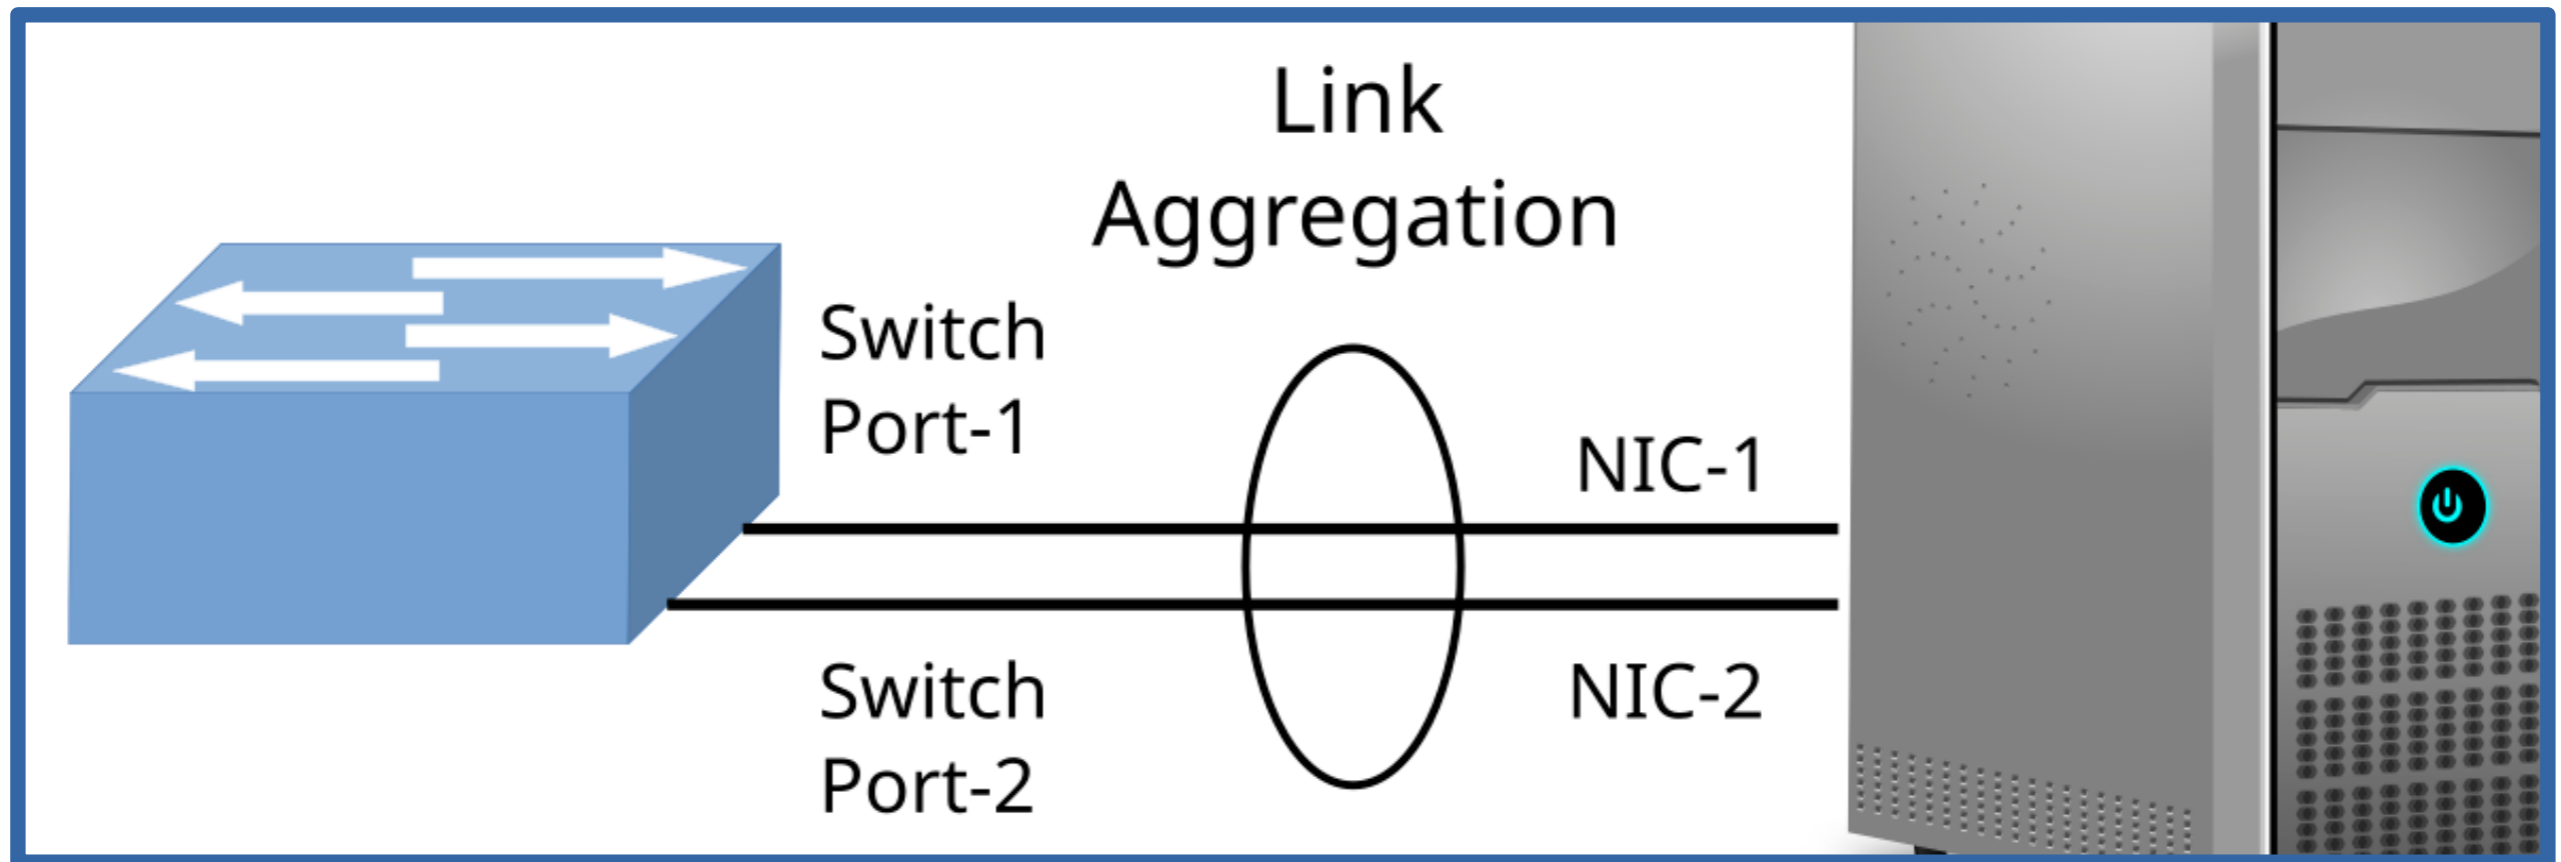 Link
Aggregation
Switch
Port-1
NIC-1
Switch
Port-2
NIC-2